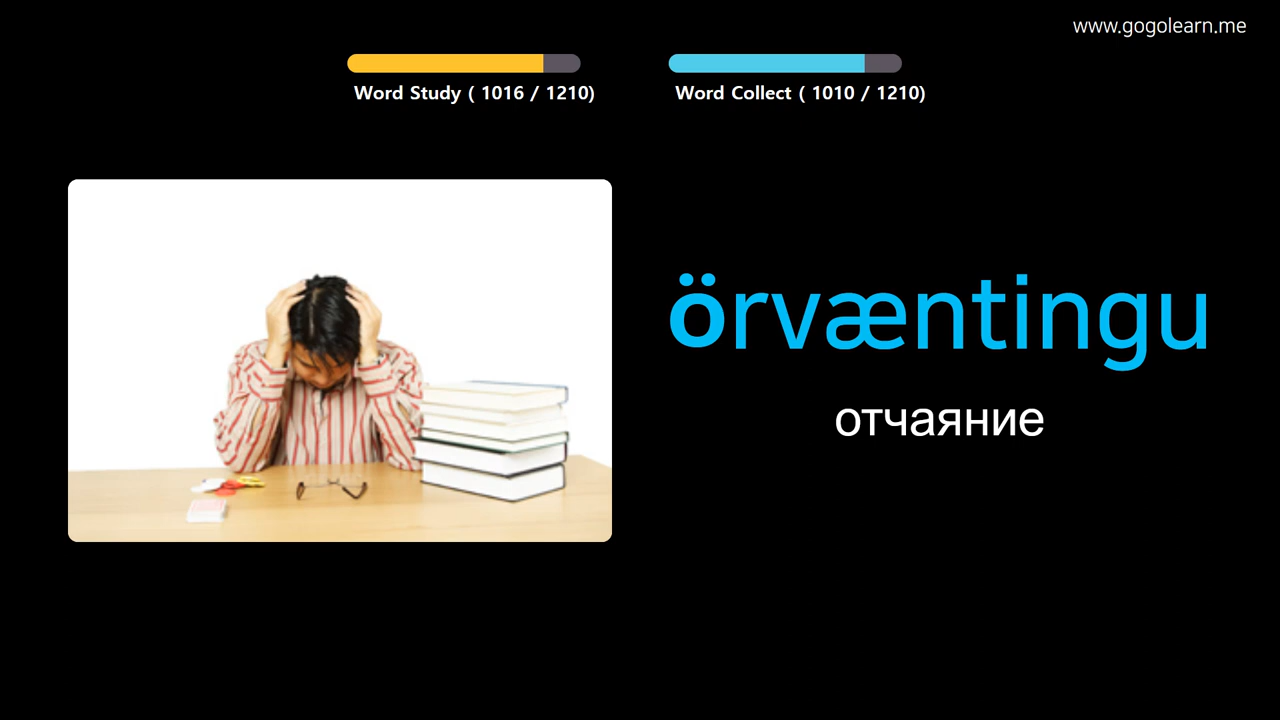 www.gogolearn.me
Word Study ( 1016 / 1210)
Word Collect ( 1010 / 1210)
örvæntingu
отчаяние